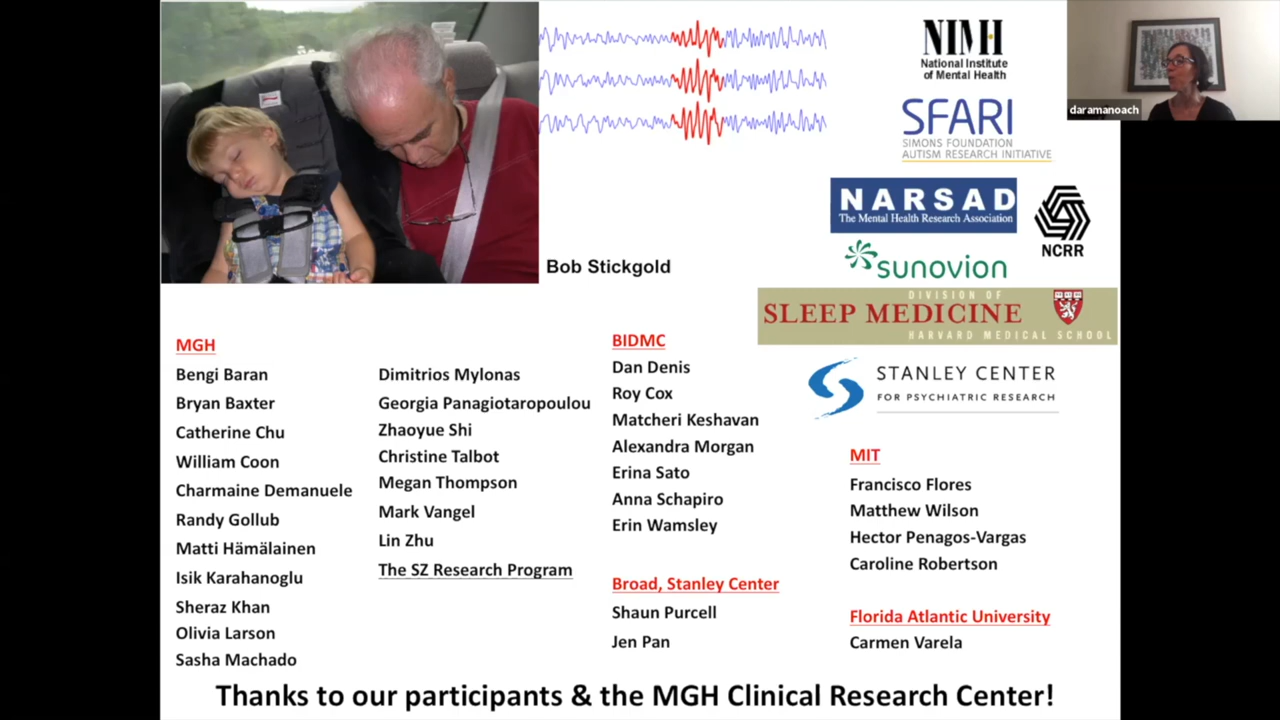 NIMH
National Institute
of Mental Health
daramanoach
SFARI
SIMONS FOUNDATION
AUTISM RESEARCH INITIATIVE
NARSAD
The Mental Health Research Association
NCRR
sunovion
Bob Stickgold
DIVISION OF
SLEEP MEDICINE
HARVARD MEDICAL SCHOOL
STANLEY CENTER
FOR PSYCHIATRIC RESEARCH
MGH
Bengi Baran
Bryan Baxter
Catherine Chu
William Coon
Charmaine Demanuele
Randy Gollub
Matti Hämäläinen
Isik Karahanoglu
Sheraz Khan
Olivia Larson
Sasha Machado
Dimitrios Mylonas
Georgia Panagiotaropoulou
Zhaoyue Shi
Christine Talbot
Megan Thompson
Mark Vangel
Lin Zhu
The SZ Research Program
BIDMC
Dan Denis
Roy Cox
Matcheri Keshavan
Alexandra Morgan
Erina Sato
Anna Schapiro
Erin Wamsley
Broad, Stanley Center
Shaun Purcell
Jen Pan
MIT
Francisco Flores
Matthew Wilson
Hector Penagos-Vargas
Caroline Robertson
Florida Atlantic University
Carmen Varela
Thanks to our participants & the MGH Clinical Research Center!